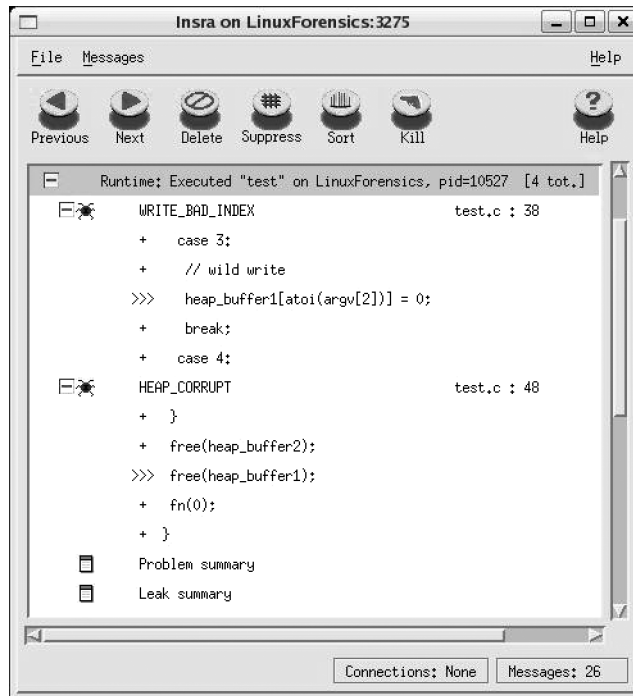 Insra on LinuxForensics:3275
File Messages Help
Previous Next Delete Suppress Sort Kill Help
Runtime: Executed "test" on LinuxForensics, pid=10527 [4 tot.]
WRITE_BAD_INDEX test.c : 38
+ case 3:
+ // wild write
>>> heap_buffer1[atoi(argv[2])] = 0;
+ break;
+ case 4:
HEAP_CORRUPT test.c : 48
+ }
+ free(heap_buffer2);
>>> free(heap_buffer1);
+ fn(0);
+ }
Problem summary
Leak summary
Connections: None Messages: 26